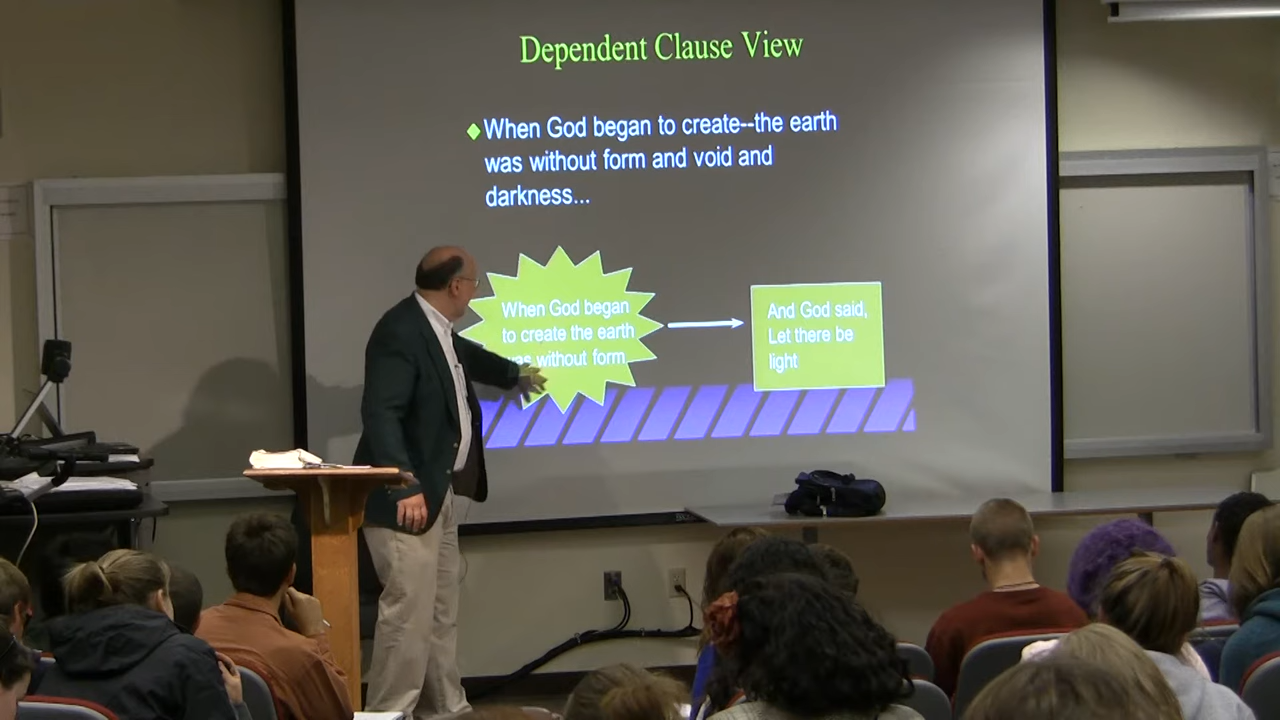 Dependent Clause View
When God began to create--the earth
was without form and void and
darkness...
When God began
to create the earth
was without form
And God said,
Let there be
light